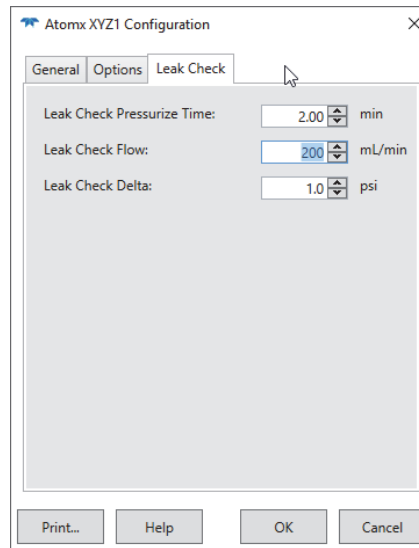 Atomx XYZ1 Configuration
General Options Leak Check
Leak Check Pressurize Time: 2.00 min
Leak Check Flow: 200 mL/min
Leak Check Delta: 1.0 psi
Print... Help OK Cancel